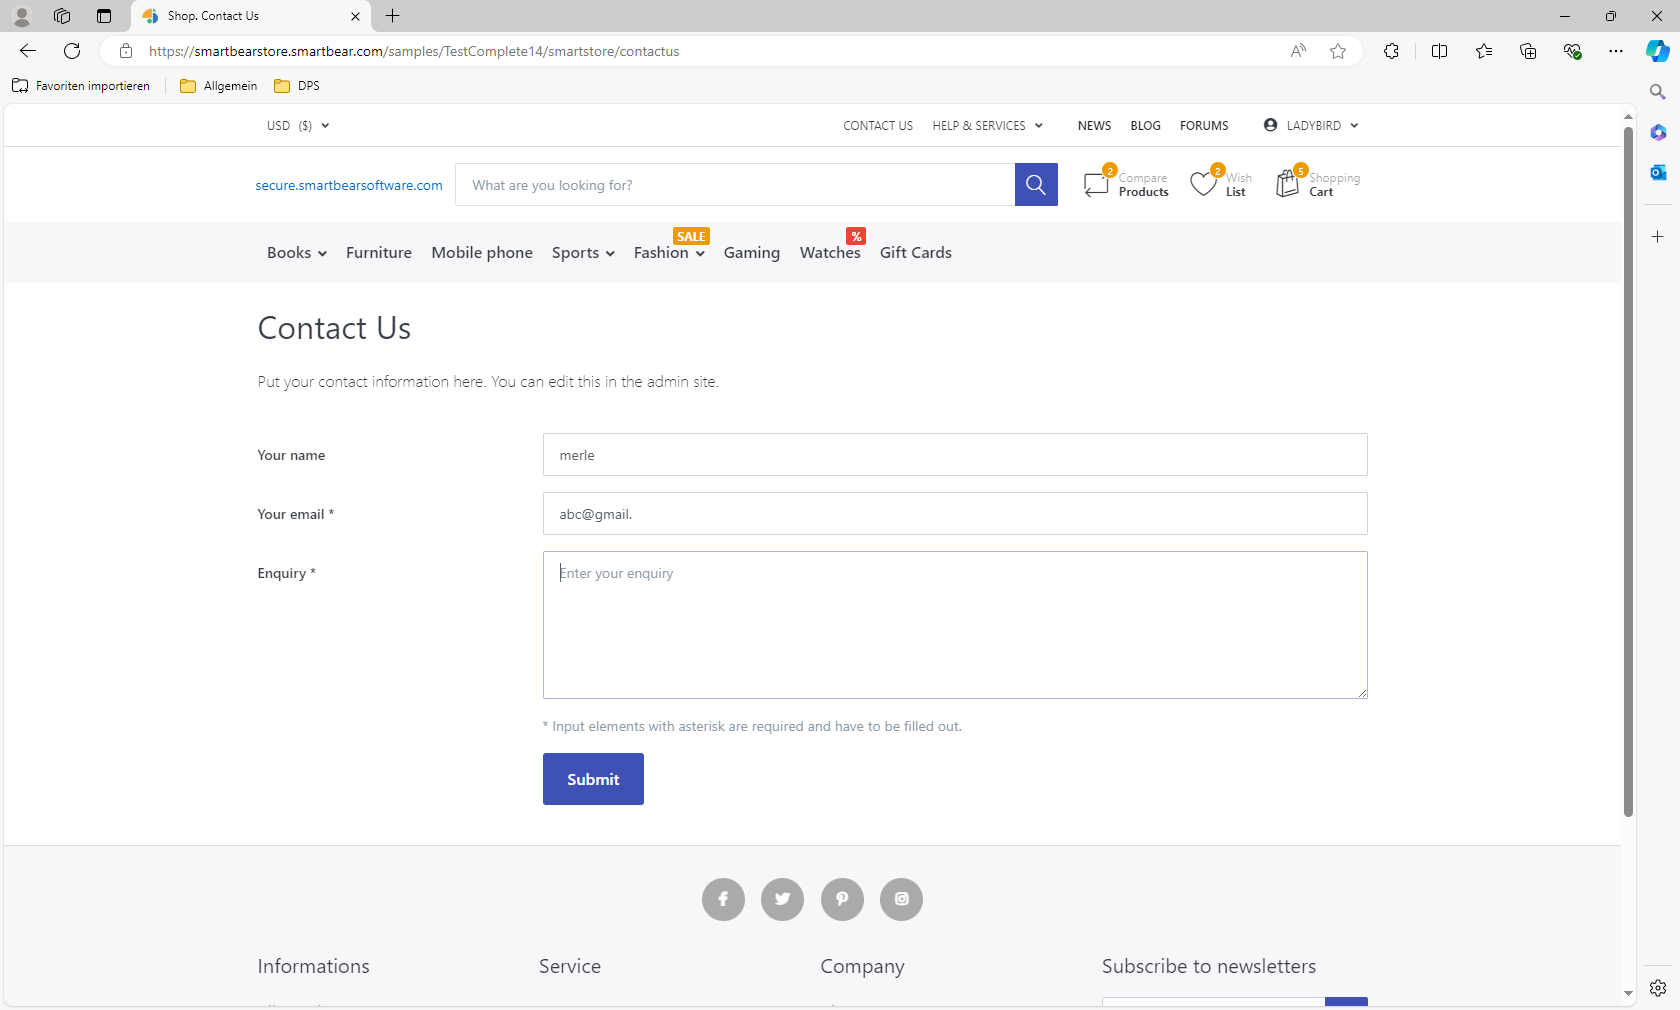 Shop. Contact Us
https://smartbearstore.smartbear.com/samples/TestComplete14/smartstore/contactus
Favoriten importieren
Allgemein
DPS
USD ($)
CONTACT US
HELP & SERVICES
NEWS
BLOG
FORUMS
LADYBIRD
secure.smartbearsoftware.com
What are you looking for?
2
Compare
Products
2
Wish
List
5
Shopping
Cart
SALE
%
Books
Furniture
Mobile phone
Sports
Fashion
Gaming
Watches
Gift Cards
Contact Us
Put your contact information here. You can edit this in the admin site.
Your name
merle
Your email *
abc@gmail.
Enquiry *
Enter your enquiry
* Input elements with asterisk are required and have to be filled out.
Submit
Informations
Service
Company
Subscribe to newsletters